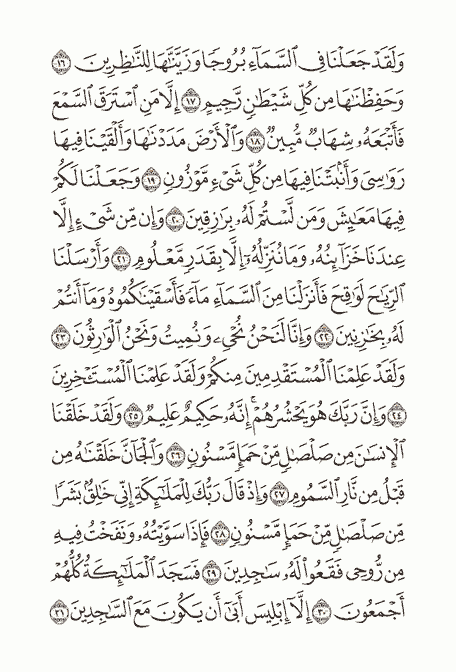 وَلَقَدْ جَعَلْنَا فِى ٱلسَّمَآءِ بُرُوجًا وَزَيَّنَّٰهَا لِلنَّٰظِرِينَ ١٦
وَحَفِظْنَٰهَا مِن كُلِّ شَيْطَٰنٍ رَّجِيمٍ ١٧ إِلَّا مَنِ ٱسْتَرَقَ ٱلسَّمْعَ
فَأَتْبَعَهُۥ شِهَابٌ مُّبِينٌ ١٨ وَٱلْأَرْضَ مَدَدْنَٰهَا وَأَلْقَيْنَا فِيهَا
رَوَٰسِىَ وَأَنۢبَتْنَا فِيهَا مِن كُلِّ شَىْءٍ مَّوْزُونٍ ١٩ وَجَعَلْنَا لَكُمْ
فِيهَا مَعَٰيِشَ وَمَن لَّسْتُمْ لَهُۥ بِرَٰزِقِينَ ٢٠ وَإِن مِّن شَىْءٍ إِلَّا
عِندَنَا خَزَآئِنُهُۥ وَمَا نُنَزِّلُهُۥٓ إِلَّا بِقَدَرٍ مَّعْلُومٍ ٢١ وَأَرْسَلْنَا
ٱلرِّيَٰحَ لَوَٰقِحَ فَأَنزَلْنَا مِنَ ٱلسَّمَآءِ مَآءً فَأَسْقَيْنَٰكُمُوهُ وَمَآ أَنتُمْ
لَهُۥ بِخَٰزِنِينَ ٢٢ وَإِنَّا لَنَحْنُ نُحْىِۦ وَنُمِيتُ وَنَحْنُ ٱلْوَٰرِثُونَ ٢٣
وَلَقَدْ عَلِمْنَا ٱلْمُسْتَقْدِمِينَ مِنكُمْ وَلَقَدْ عَلِمْنَا ٱلْمُسْتَـْٔخِرِينَ
٢٤ وَإِنَّ رَبَّكَ هُوَ يَحْشُرُهُمْ ۚ إِنَّهُۥ حَكِيمٌ عَلِيمٌ ٢٥ وَلَقَدْ خَلَقْنَا
ٱلْإِنسَٰنَ مِن صَلْصَٰلٍ مِّنْ حَمَإٍ مَّسْنُونٍ ٢٦ وَٱلْجَآنَّ خَلَقْنَٰهُ مِن
قَبْلُ مِن نَّارِ ٱلسَّمُومِ ٢٧ وَإِذْ قَالَ رَبُّكَ لِلْمَلَٰٓئِكَةِ إِنِّى خَٰلِقٌۢ بَشَرًا
مِّن صَلْصَٰلٍ مِّنْ حَمَإٍ مَّسْنُونٍ ٢٨ فَإِذَا سَوَّيْتُهُۥ وَنَفَخْتُ فِيهِ
مِن رُّوحِى فَقَعُوا۟ لَهُۥ سَٰجِدِينَ ٢٩ فَسَجَدَ ٱلْمَلَٰٓئِكَةُ كُلُّهُمْ
أَجْمَعُونَ ٣٠ إِلَّآ إِبْلِيسَ أَبَىٰٓ أَن يَكُونَ مَعَ ٱلسَّٰجِدِينَ ٣١